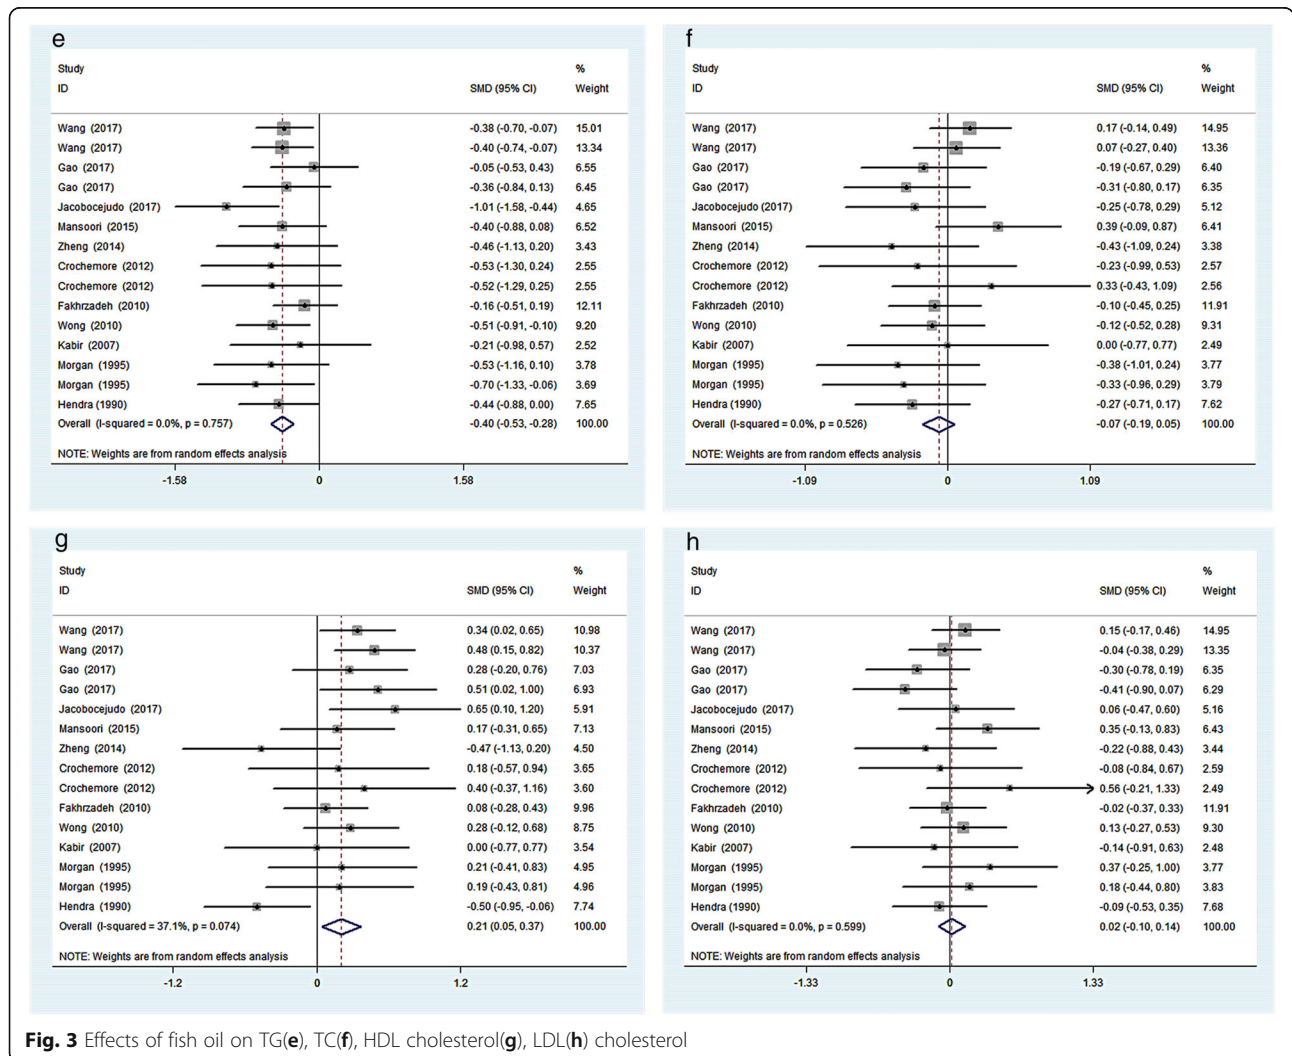 e
Study %
ID SMD (95% CI) Weight
Wang (2017) -0.38 (-0.70, -0.07) 15.01
Wang (2017) -0.40 (-0.74, -0.07) 13.34
Gao (2017) -0.05 (-0.53, 0.43) 6.55
Gao (2017) -0.36 (-0.84, 0.13) 6.45
Jacobocejudo (2017) -1.01 (-1.58, -0.44) 4.65
Mansoori (2015) -0.40 (-0.88, 0.08) 6.52
Zheng (2014) -0.46 (-1.13, 0.20) 3.43
Crochemore (2012) -0.53 (-1.30, 0.24) 2.55
Crochemore (2012) -0.52 (-1.29, 0.25) 2.55
Fakhrzadeh (2010) -0.16 (-0.51, 0.19) 12.11
Wong (2010) -0.51 (-0.91, -0.10) 9.20
Kabir (2007) -0.21 (-0.98, 0.57) 2.52
Morgan (1995) -0.53 (-1.16, 0.10) 3.78
Morgan (1995) -0.70 (-1.33, -0.06) 3.69
Hendra (1990) -0.44 (-0.88, 0.00) 7.65
Overall (I-squared = 0.0%, p = 0.757) -0.40 (-0.53, -0.28) 100.00
NOTE: Weights are from random effects analysis
-1.58 0 1.58
f
Study %
ID SMD (95% CI) Weight
Wang (2017) 0.17 (-0.14, 0.49) 14.95
Wang (2017) 0.07 (-0.27, 0.40) 13.36
Gao (2017) -0.19 (-0.67, 0.29) 6.40
Gao (2017) -0.31 (-0.80, 0.17) 6.35
Jacobocejudo (2017) -0.25 (-0.78, 0.29) 5.12
Mansoori (2015) 0.39 (-0.09, 0.87) 6.41
Zheng (2014) -0.43 (-1.09, 0.24) 3.38
Crochemore (2012) -0.23 (-0.99, 0.53) 2.57
Crochemore (2012) 0.33 (-0.43, 1.09) 2.56
Fakhrzadeh (2010) -0.10 (-0.45, 0.25) 11.91
Wong (2010) -0.12 (-0.52, 0.28) 9.31
Kabir (2007) 0.00 (-0.77, 0.77) 2.49
Morgan (1995) -0.38 (-1.01, 0.24) 3.77
Morgan (1995) -0.33 (-0.96, 0.29) 3.79
Hendra (1990) -0.27 (-0.71, 0.17) 7.62
Overall (I-squared = 0.0%, p = 0.526) -0.07 (-0.19, 0.05) 100.00
NOTE: Weights are from random effects analysis
-1.09 0 1.09
g
Study %
ID SMD (95% CI) Weight
Wang (2017) 0.34 (0.02, 0.65) 10.98
Wang (2017) 0.48 (0.15, 0.82) 10.37
Gao (2017) 0.28 (-0.20, 0.76) 7.03
Gao (2017) 0.51 (0.02, 1.00) 6.93
Jacobocejudo (2017) 0.65 (0.10, 1.20) 5.91
Mansoori (2015) 0.17 (-0.31, 0.65) 7.13
Zheng (2014) -0.47 (-1.13, 0.20) 4.50
Crochemore (2012) 0.18 (-0.57, 0.94) 3.65
Crochemore (2012) 0.40 (-0.37, 1.16) 3.60
Fakhrzadeh (2010) 0.08 (-0.28, 0.43) 9.96
Wong (2010) 0.28 (-0.12, 0.68) 8.75
Kabir (2007) 0.00 (-0.77, 0.77) 3.54
Morgan (1995) 0.21 (-0.41, 0.83) 4.95
Morgan (1995) 0.19 (-0.43, 0.81) 4.96
Hendra (1990) -0.50 (-0.95, -0.06) 7.74
Overall (I-squared = 37.1%, p = 0.074) 0.21 (0.05, 0.37) 100.00
NOTE: Weights are from random effects analysis
-1.2 0 1.2
h
Study %
ID SMD (95% CI) Weight
Wang (2017) 0.15 (-0.17, 0.46) 14.95
Wang (2017) -0.04 (-0.38, 0.29) 13.35
Gao (2017) -0.30 (-0.78, 0.19) 6.35
Gao (2017) -0.41 (-0.90, 0.07) 6.29
Jacobocejudo (2017) 0.06 (-0.47, 0.60) 5.16
Mansoori (2015) 0.35 (-0.13, 0.83) 6.43
Zheng (2014) -0.22 (-0.88, 0.43) 3.44
Crochemore (2012) -0.08 (-0.84, 0.67) 2.59
Crochemore (2012) 0.56 (-0.21, 1.33) 2.49
Fakhrzadeh (2010) -0.02 (-0.37, 0.33) 11.91
Wong (2010) 0.13 (-0.27, 0.53) 9.30
Kabir (2007) -0.14 (-0.91, 0.63) 2.48
Morgan (1995) 0.37 (-0.25, 1.00) 3.77
Morgan (1995) 0.18 (-0.44, 0.80) 3.83
Hendra (1990) -0.09 (-0.53, 0.35) 7.68
Overall (I-squared = 0.0%, p = 0.599) 0.02 (-0.10, 0.14) 100.00
NOTE: Weights are from random effects analysis
-1.33 0 1.33
Fig. 3 Effects of fish oil on TG(e), TC(f), HDL cholesterol(g), LDL(h) cholesterol